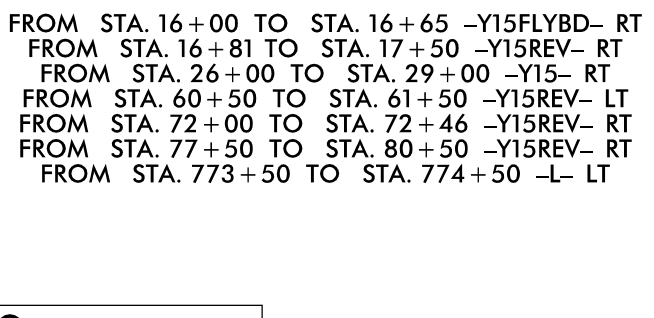 FROM STA. 16+00 TO STA. 16+65 –Y15FLYBD– RT
FROM STA. 16+81 TO STA. 17+50 –Y15REV– RT
FROM STA. 26+00 TO STA. 29+00 –Y15– RT
FROM STA. 60+50 TO STA. 61+50 –Y15REV– LT
FROM STA. 72+00 TO STA. 72+46 –Y15REV– RT
FROM STA. 77+50 TO STA. 80+50 –Y15REV– RT
FROM STA. 773+50 TO STA. 774+50 –L– LT